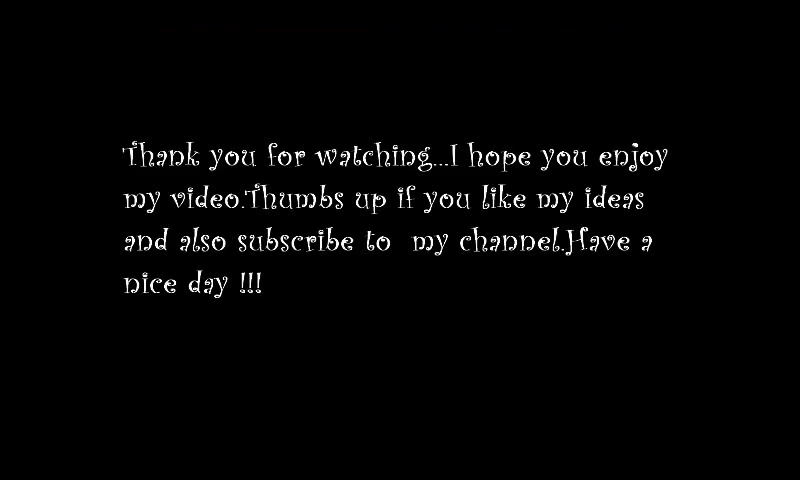 Thank you for watching...I hope you enjoy
my video.Thumbs up if you like my ideas
and also subscribe to  my channel.Have a
nice day !!!